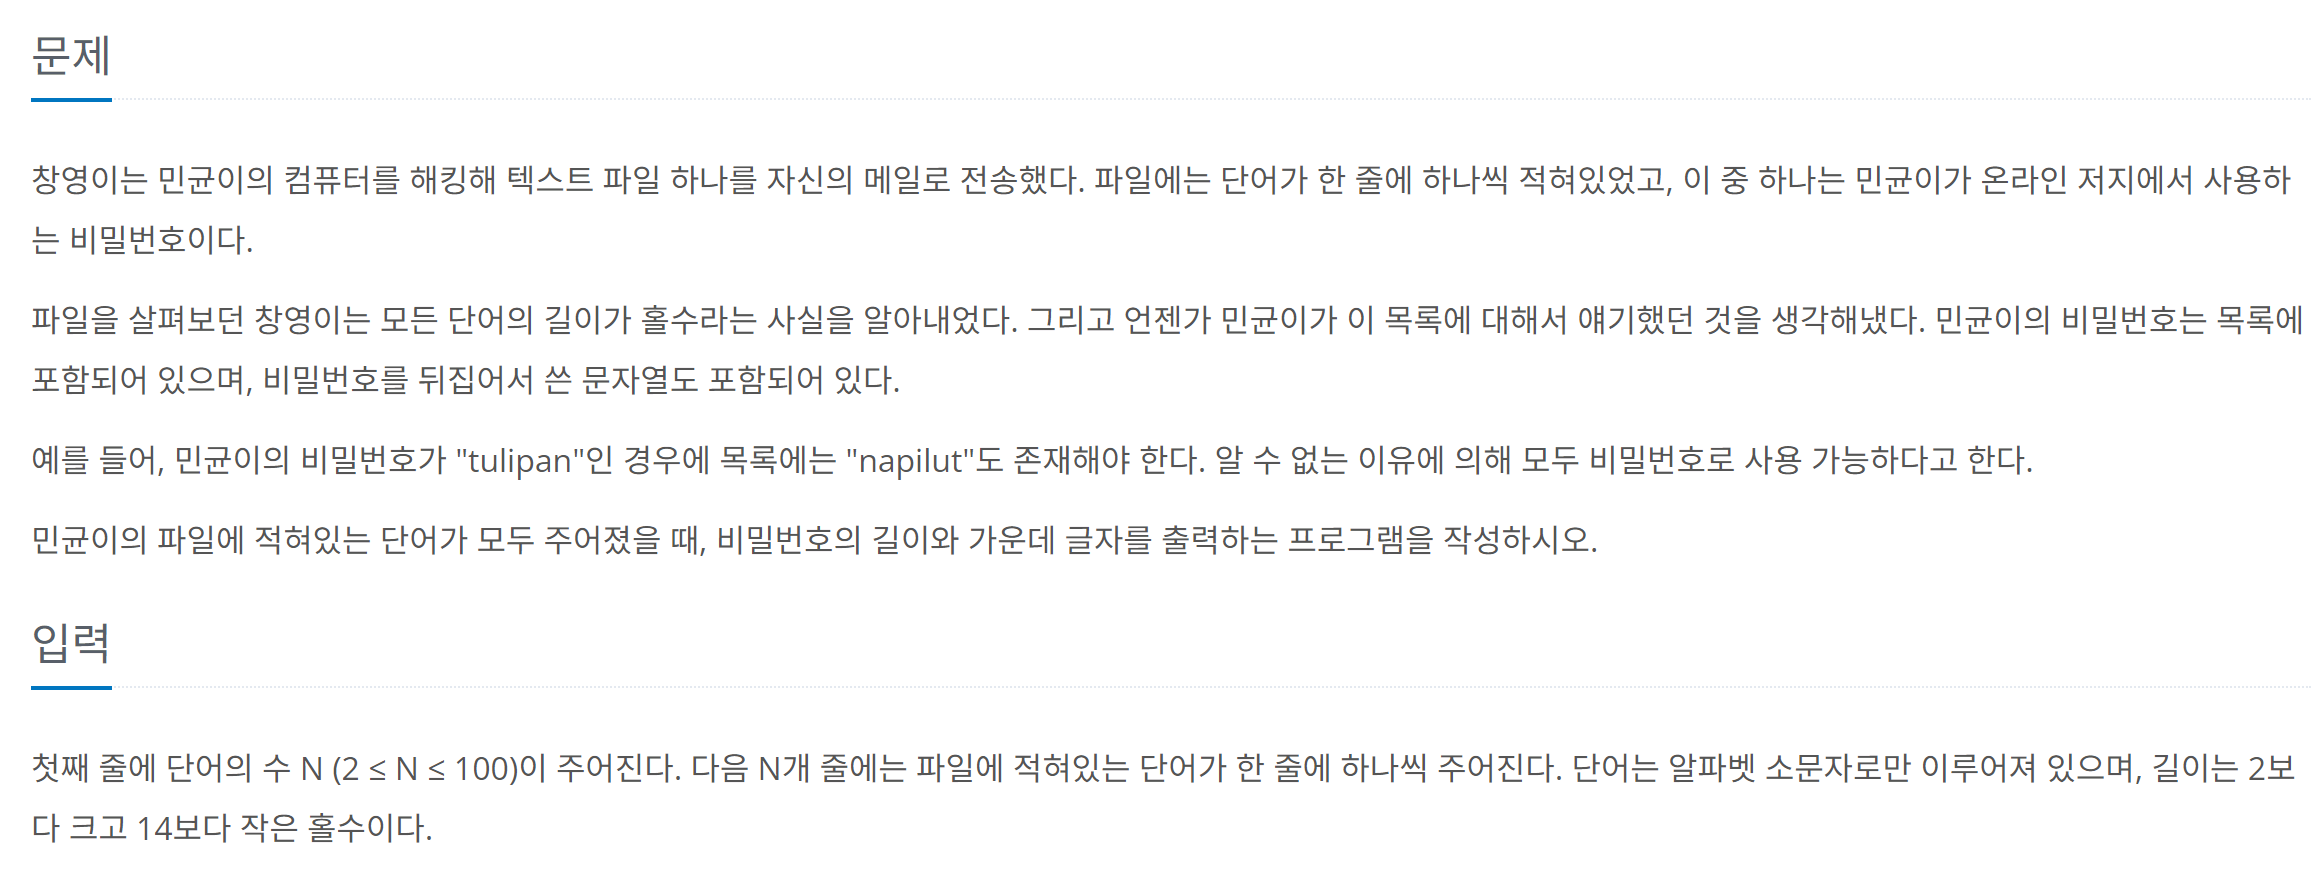 문제
창영이는 민균이의 컴퓨터를 해킹해 텍스트 파일 하나를 자신의 메일로 전송했다. 파일에는 단어가 한 줄에 하나씩 적혀있었고, 이 중 하나는 민균이가 온라인 저지에서 사용하
는 비밀번호이다.
파일을 살펴보던 창영이는 모든 단어의 길이가 홀수라는 사실을 알아내었다. 그리고 언젠가 민균이가 이 목록에 대해서 얘기했던 것을 생각해냈다. 민균이의 비밀번호는 목록에
포함되어 있으며, 비밀번호를 뒤집어서 쓴 문자열도 포함되어 있다.
예를 들어, 민균이의 비밀번호가 "tulipan"인 경우에 목록에는 "napilut"도 존재해야 한다. 알 수 없는 이유에 의해 모두 비밀번호로 사용 가능하다고 한다.
민균이의 파일에 적혀있는 단어가 모두 주어졌을 때, 비밀번호의 길이와 가운데 글자를 출력하는 프로그램을 작성하시오.
입력
첫째 줄에 단어의 수 N (2 ≤ N ≤ 100)이 주어진다. 다음 N개 줄에는 파일에 적혀있는 단어가 한 줄에 하나씩 주어진다. 단어는 알파벳 소문자로만 이루어져 있으며, 길이는 2보
다 크고 14보다 작은 홀수이다.